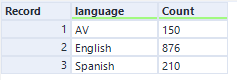 Record language Count
1 AV 150
2 English 876
3 Spanish 210